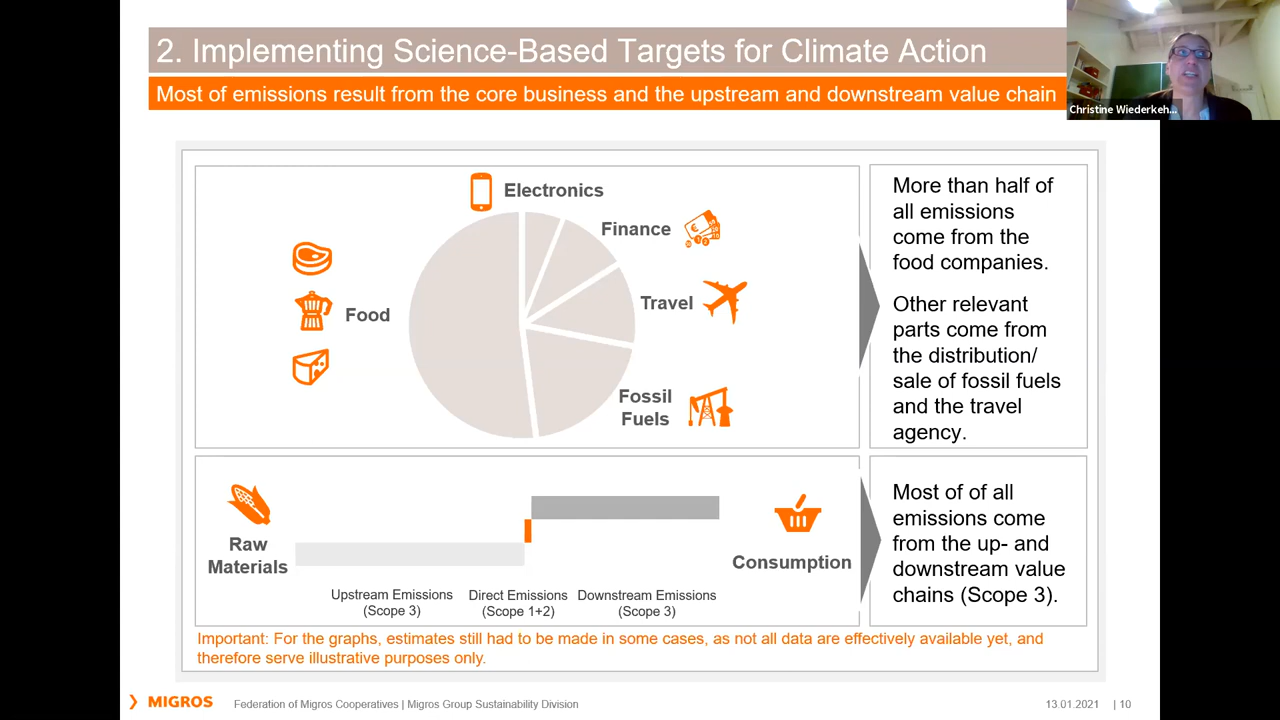 2. Implementing Science-Based Targets for Climate Action
Most of emissions result from the core business and the upstream and downstream value chain
Christine Wiederkeh...
Electronics
Finance
Travel
Food
Fossil
Fuels
More than half of
all emissions
come from the
food companies.
Other relevant
parts come from
the distribution/
sale of fossil fuels
and the travel
agency.
Raw
Materials
Consumption
Upstream Emissions
(Scope 3)
Direct Emissions
(Scope 1+2)
Downstream Emissions
(Scope 3)
Most of of all
emissions come
from the up- and
downstream value
chains (Scope 3).
Important: For the graphs, estimates still had to be made in some cases, as not all data are effectively available yet, and
therefore serve illustrative purposes only.
MIGROS
Federation of Migros Cooperatives | Migros Group Sustainability Division
13.01.2021 | 10